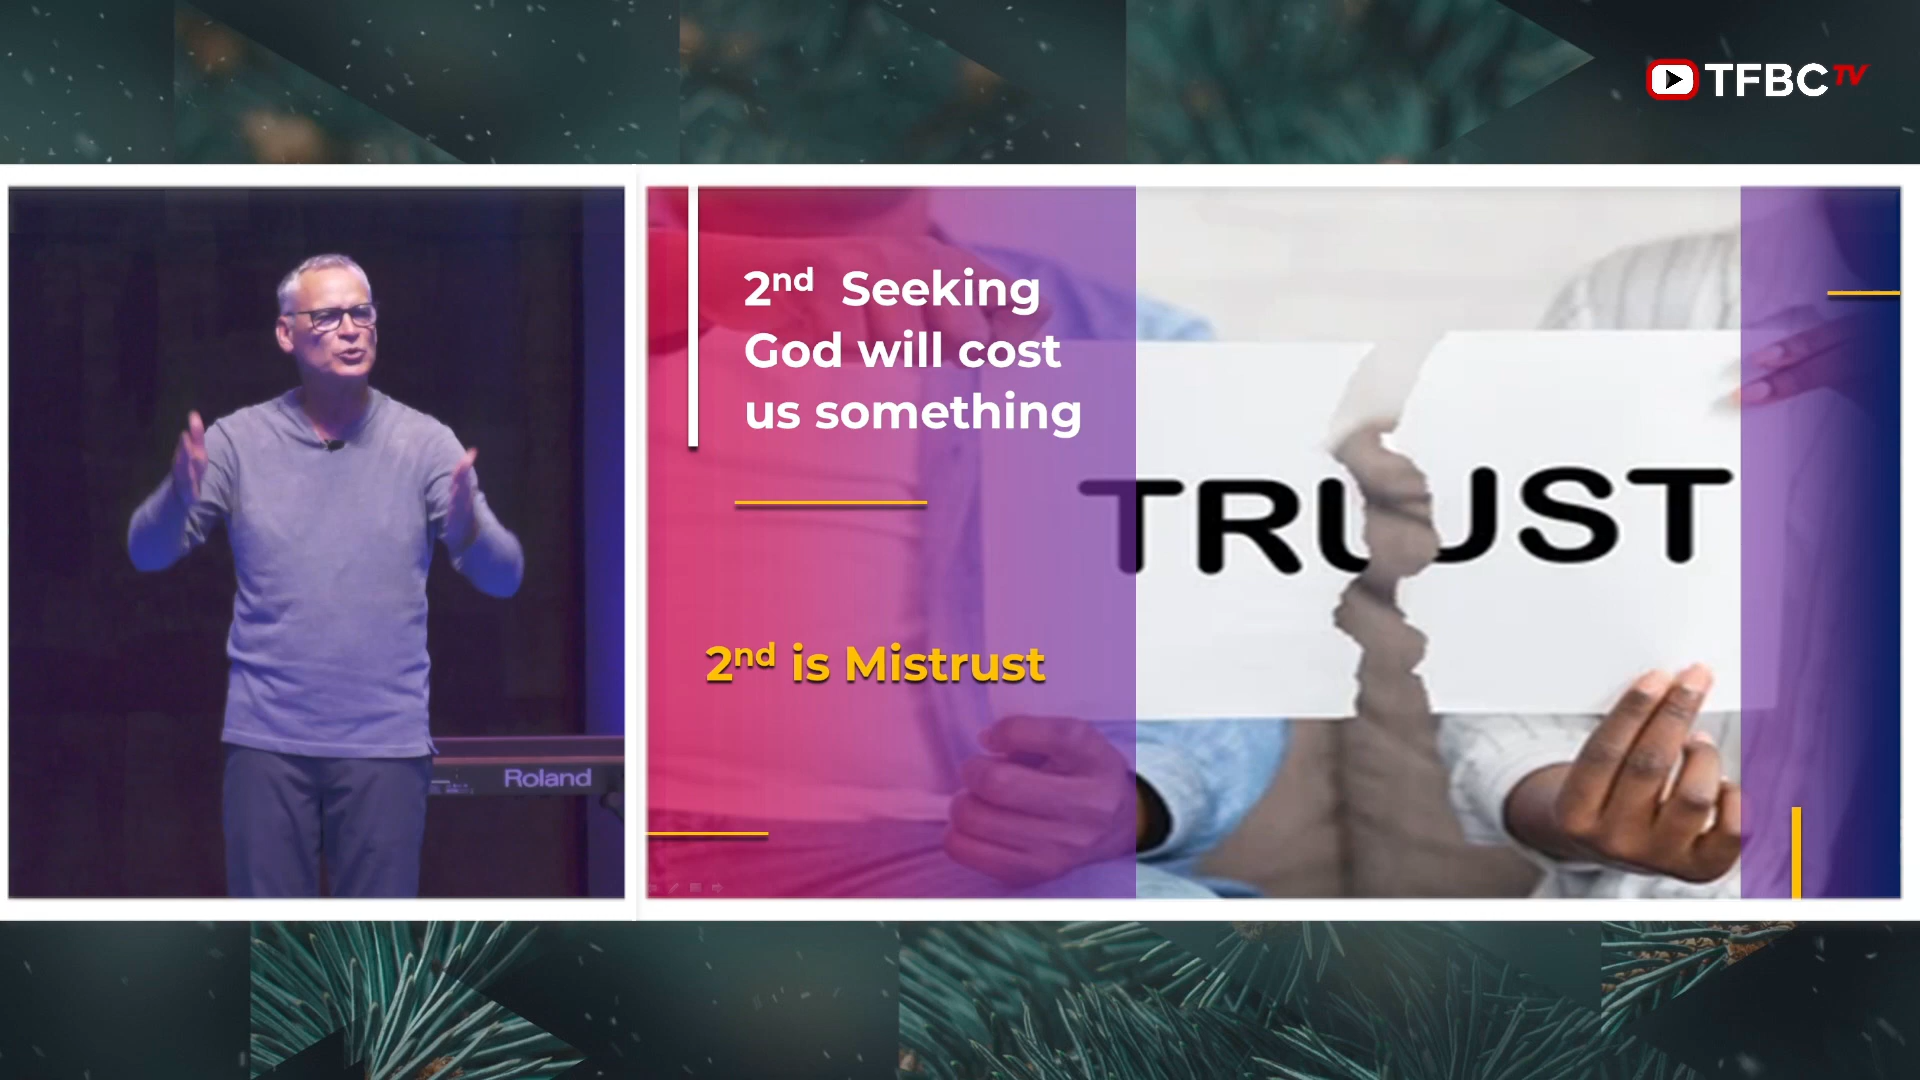 TFBC TV
2nd Seeking
God will cost
us something
TRUST
2nd is Mistrust
Roland